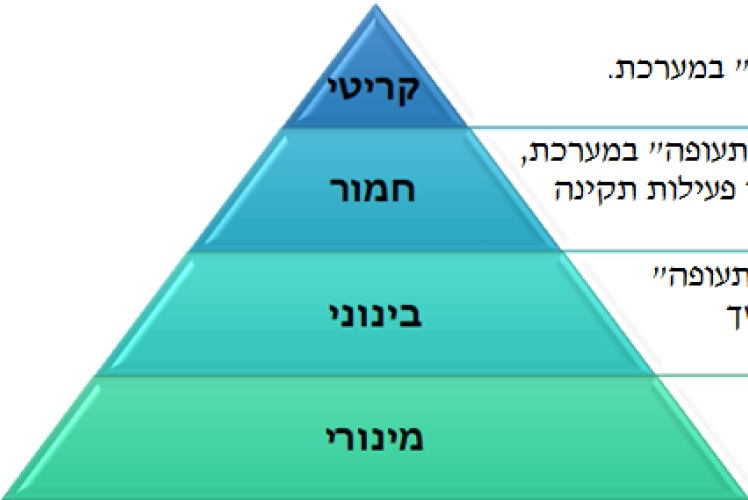 קריטי
" במערכת.
חמור
תעופה" במערכת,
פעילות תקינה
בינוני
תעופה"
מינורי